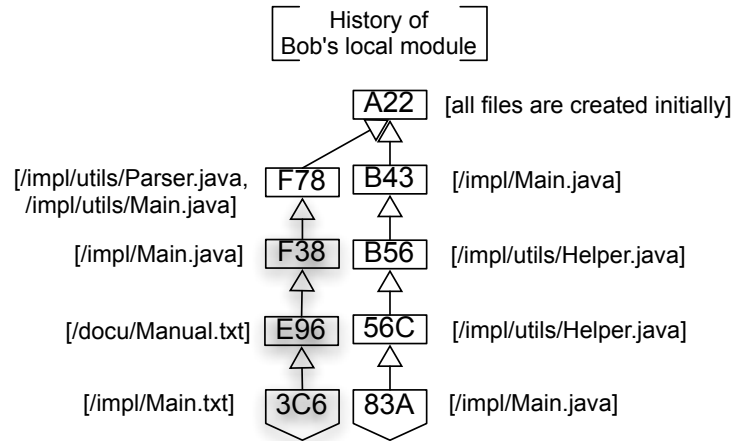 History of
Bob's local module
A22 [all files are created initially]
[/impl/utils/Parser.java,
/impl/utils/Main.java] F78 B43 [/impl/Main.java]
[/impl/Main.java] F38 B56 [/impl/utils/Helper.java]
[/docu/Manual.txt] E96 56C [/impl/utils/Helper.java]
[/impl/Main.txt] 3C6 83A [/impl/Main.java]